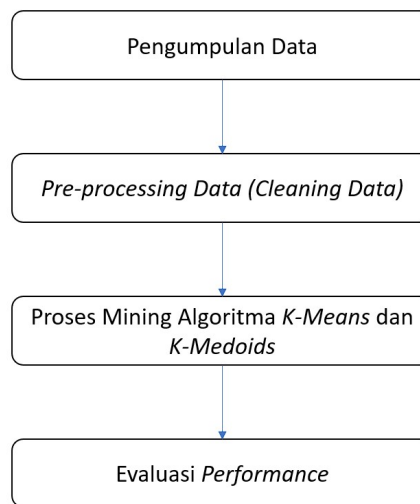 Pengumpulan Data
Pre-processing Data (Cleaning Data)
Proses Mining Algoritma K-Means dan
K-Medoids
Evaluasi Performance